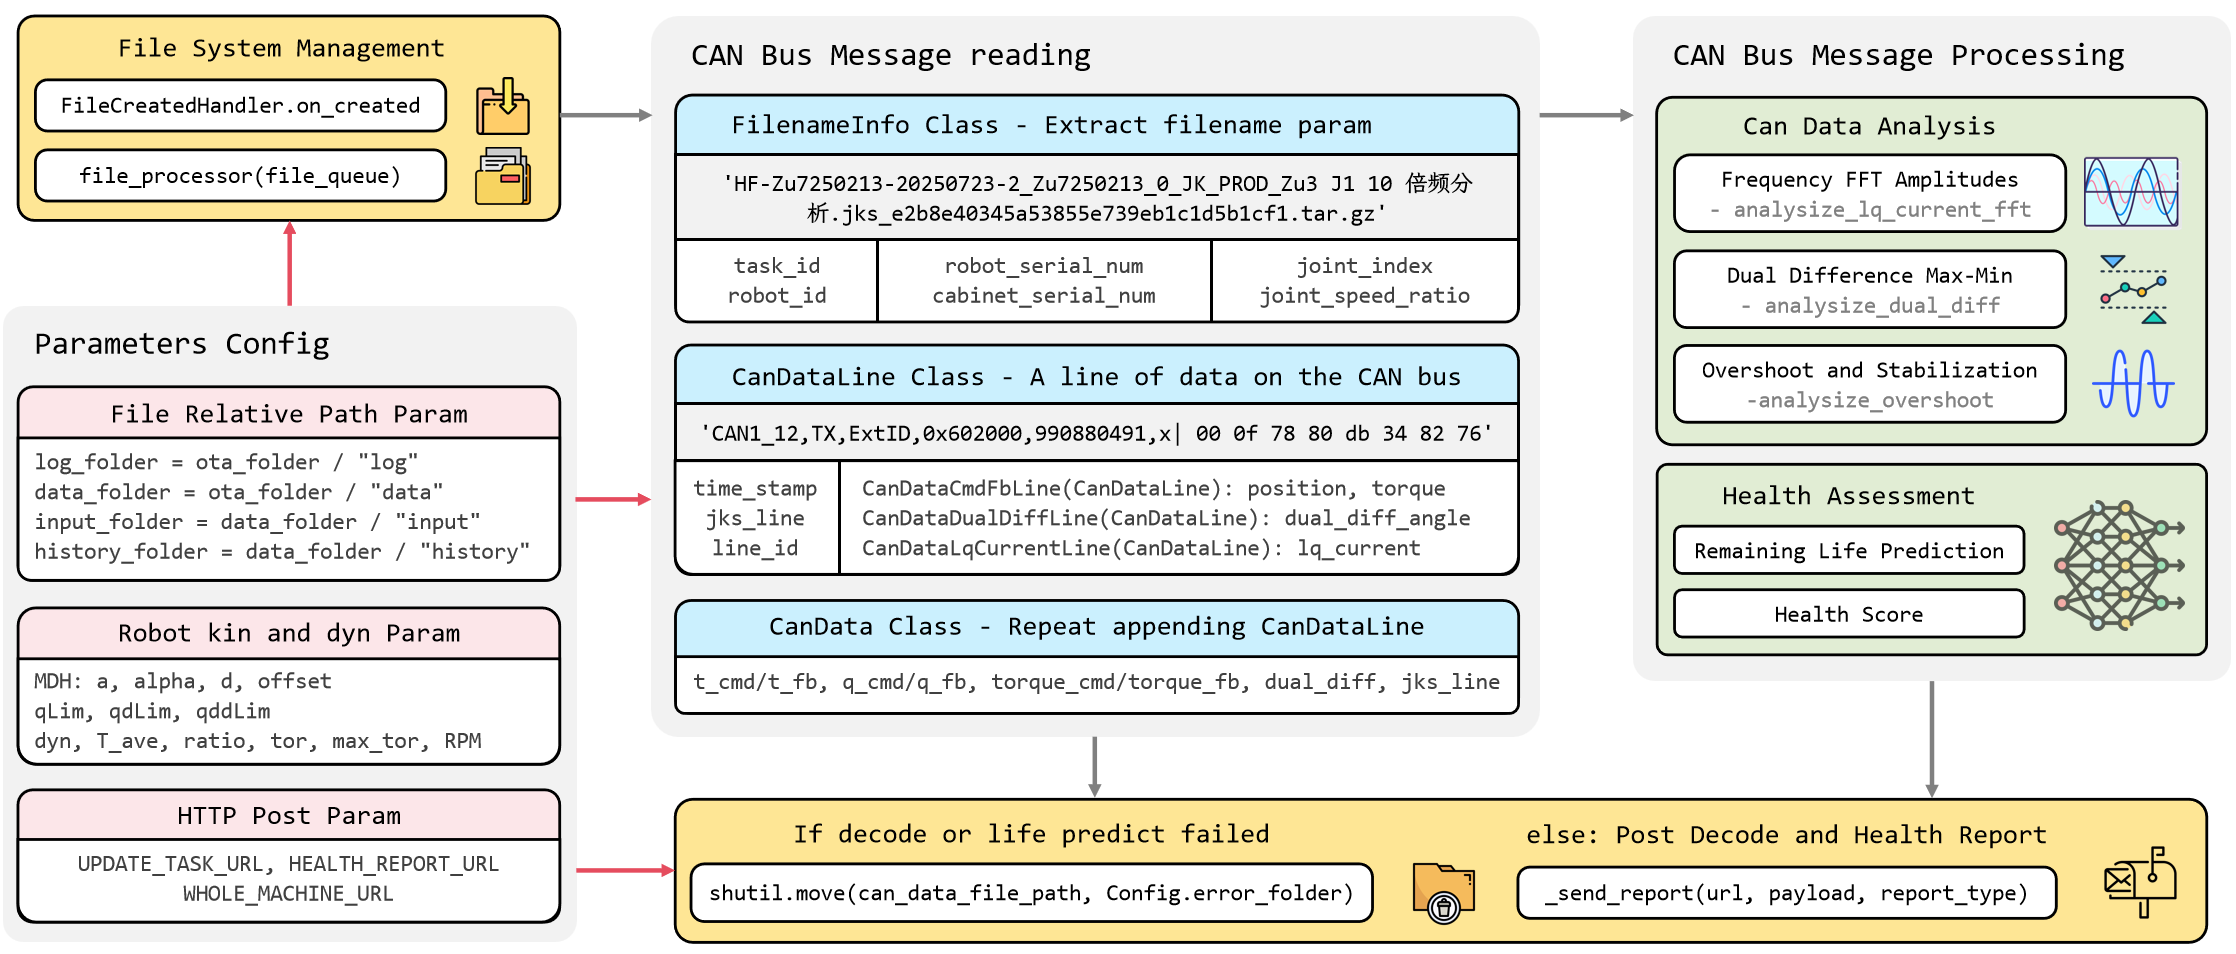 File System Management
FileCreatedHandler.on_created
file_processor(file_queue)
Parameters Config
File Relative Path Param
log_folder = ota_folder / "log"
data_folder = ota_folder / "data"
input_folder = data_folder / "input"
history_folder = data_folder / "history"
Robot kin and dyn Param
MDH: a, alpha, d, offset
qLim, qdLim, qddLim
dyn, T_ave, ratio, tor, max_tor, RPM
HTTP Post Param
UPDATE_TASK_URL, HEALTH_REPORT_URL
WHOLE_MACHINE_URL
CAN Bus Message reading
FilenameInfo Class - Extract filename param
'HF-Zu7250213-20250723-2_Zu7250213_0_JK_PROD_Zu3 J1 10 倍频分
析.jks_e2b8e40345a53855e739eb1c1d5b1cf1.tar.gz'
task_id
robot_id
robot_serial_num
cabinet_serial_num
joint_index
joint_speed_ratio
CanDataLine Class - A line of data on the CAN bus
'CAN1_12,TX,ExtID,0x602000,990880491,x| 00 0f 78 80 db 34 82 76'
time_stamp
jks_line
line_id
CanDataCmdFbLine(CanDataLine): position, torque
CanDataDualDiffLine(CanDataLine): dual_diff_angle
CanDataLqCurrentLine(CanDataLine): lq_current
CanData Class - Repeat appending CanDataLine
t_cmd/t_fb, q_cmd/q_fb, torque_cmd/torque_fb, dual_diff, jks_line
CAN Bus Message Processing
Can Data Analysis
Frequency FFT Amplitudes
- analysize_lq_current_fft
Dual Difference Max-Min
- analysize_dual_diff
Overshoot and Stabilization
-analysize_overshoot
Health Assessment
Remaining Life Prediction
Health Score
If decode or life predict failed
shutil.move(can_data_file_path, Config.error_folder)
else: Post Decode and Health Report
_send_report(url, payload, report_type)